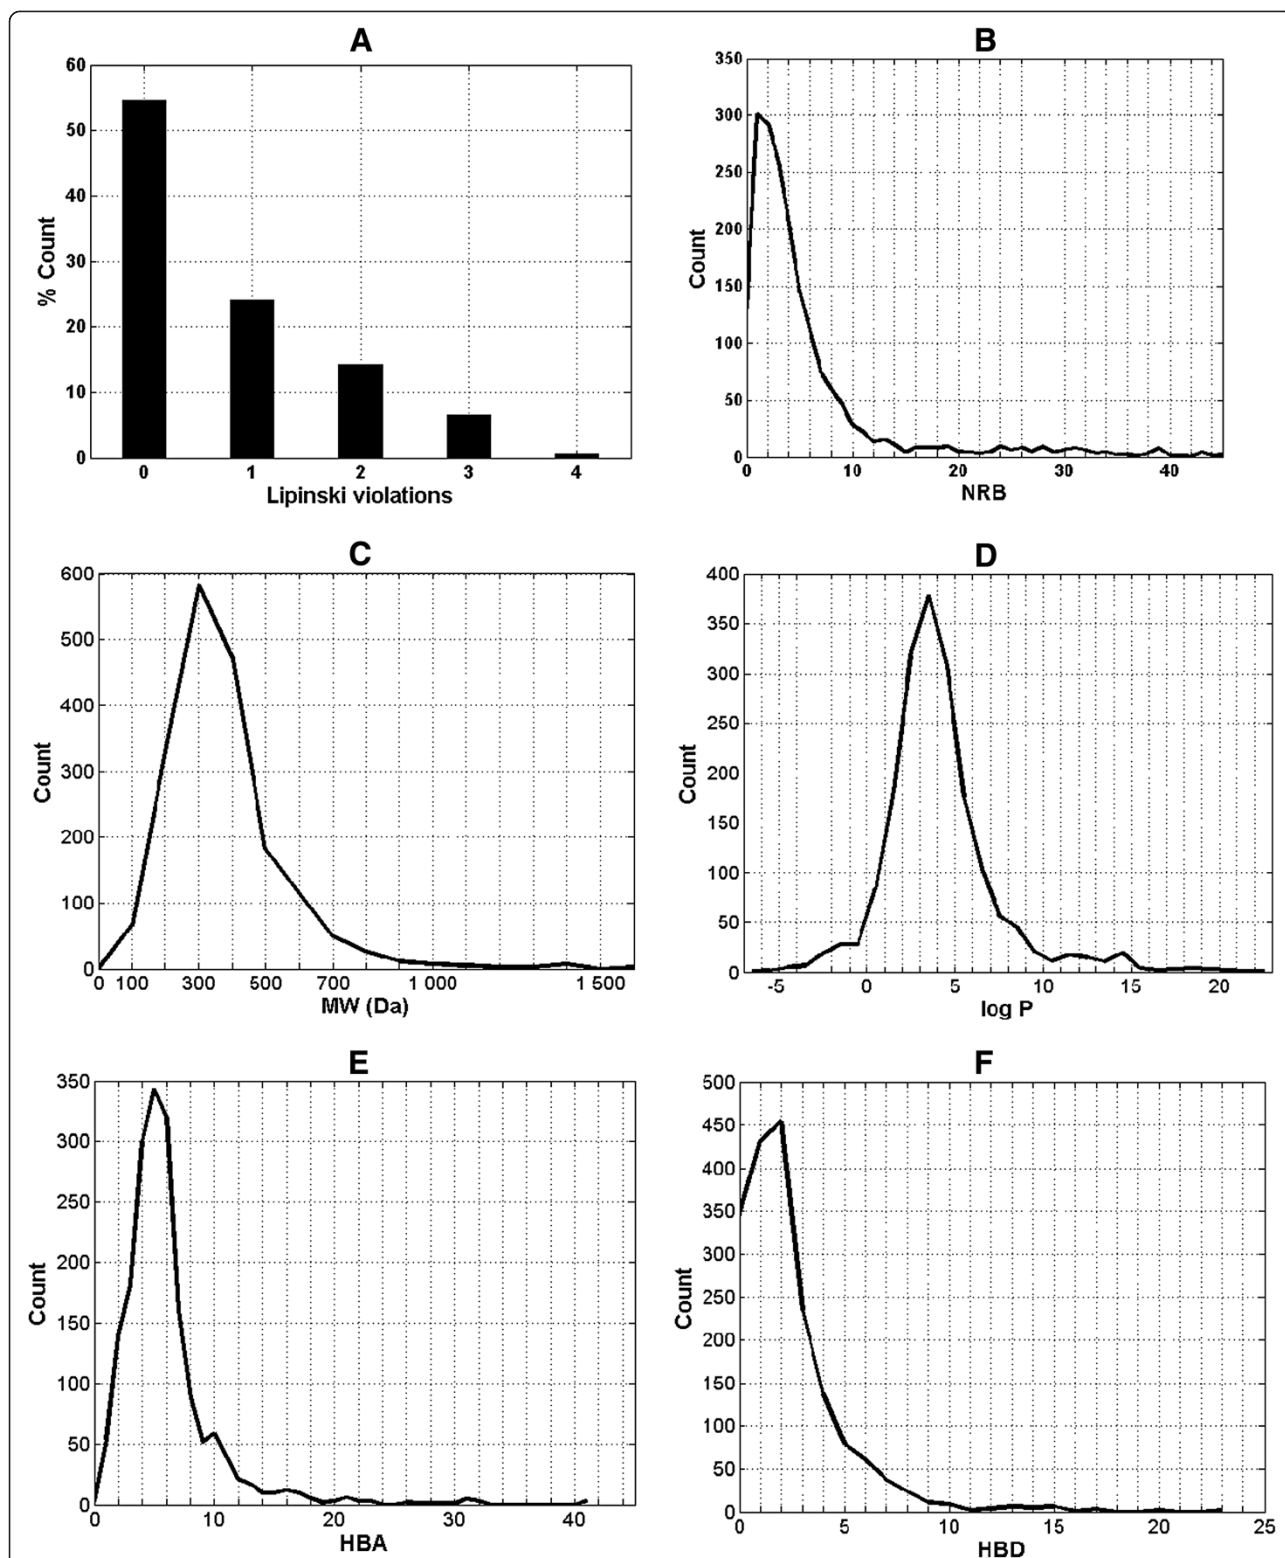 A
60
50
40
30
20
10
0
% Count
0 1 2 3 4
Lipinski violations
B
350
300
250
200
150
100
50
0
Count
0 10 20 30 40
NRB
C
600
500
400
300
200
100
0
Count
0 100 300 500 700 1 000 1 500
MW (Da)
D
400
350
300
250
200
150
100
50
0
Count
-5 0 5 10 15 20
log P
E
350
300
250
200
150
100
50
0
Count
0 10 20 30 40
HBA
F
500
450
400
350
300
250
200
150
100
50
0
Count
0 5 10 15 20 25
HBD